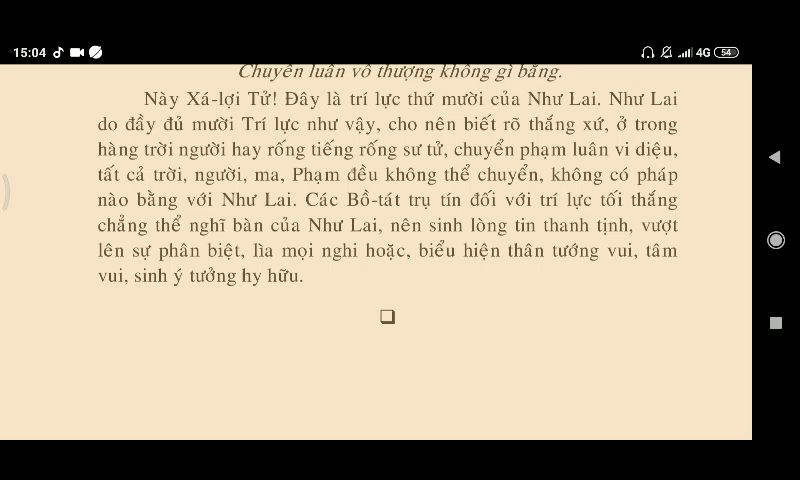 15:04
4G 54
Chuyên luân vô thượng không gì bằng.
Này Xá-lợi Tử! Đây là trí lực thứ mười của Như Lai. Như Lai
do đầy đủ mười Trí lực như vậy, cho nên biết rõ thắng xứ, ở trong
hàng trời người hay rống tiếng rống sư tử, chuyển phạm luân vi diệu,
tất cả trời, người, ma, Phạm đều không thể chuyển, không có pháp
nào bằng với Như Lai. Các Bồ-tát trụ tín đối với trí lực tối thắng
chẳng thể nghĩ bàn của Như Lai, nên sinh lòng tin thanh tịnh, vượt
lên sự phân biệt, lìa mọi nghi hoặc, biểu hiện thân tướng vui, tâm
vui, sinh ý tưởng hy hữu.